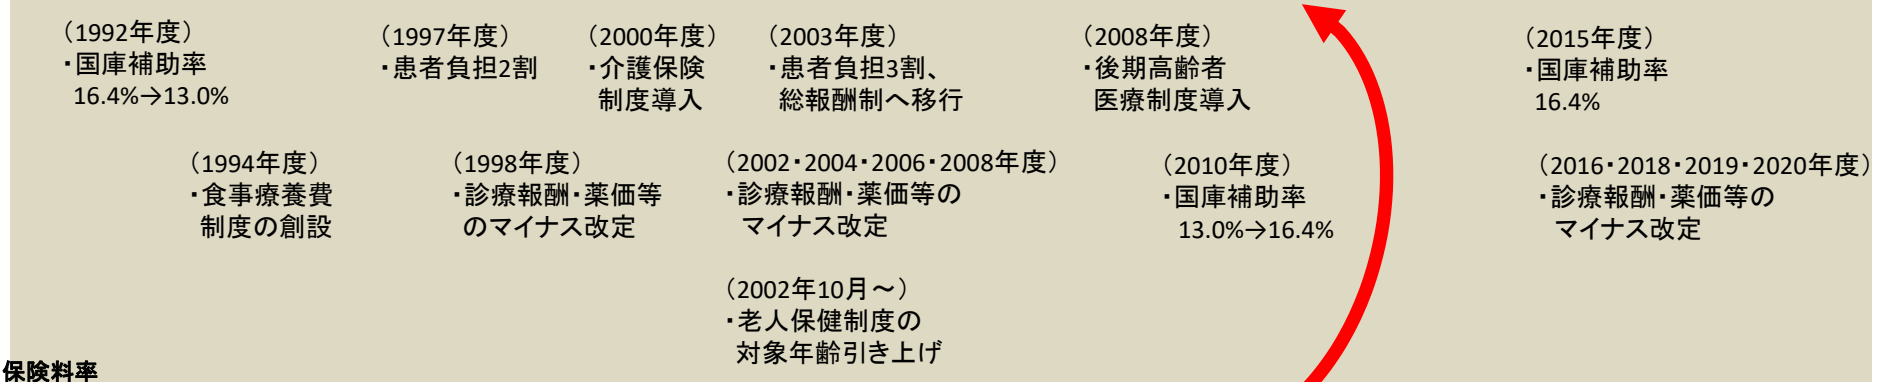 （1992年度）
・国庫補助率
16.4%→13.0%
（1997年度）
・患者負担2割
（2000年度）
・介護保険
制度導入
（2003年度）
・患者負担3割、
総報酬制へ移行
（2008年度）
・後期高齢者
医療制度導入
（2015年度）
・国庫補助率
16.4%
（1994年度）
・食事療養費
制度の創設
（1998年度）
・診療報酬・薬価等
のマイナス改定
（2002・2004・2006・2008年度）
・診療報酬・薬価等の
マイナス改定
（2010年度）
・国庫補助率
13.0%→16.4%
（2016・2018・2019・2020年度）
・診療報酬・薬価等の
マイナス改定
（2002年10月～）
・老人保健制度の
対象年齢引き上げ
保険料率